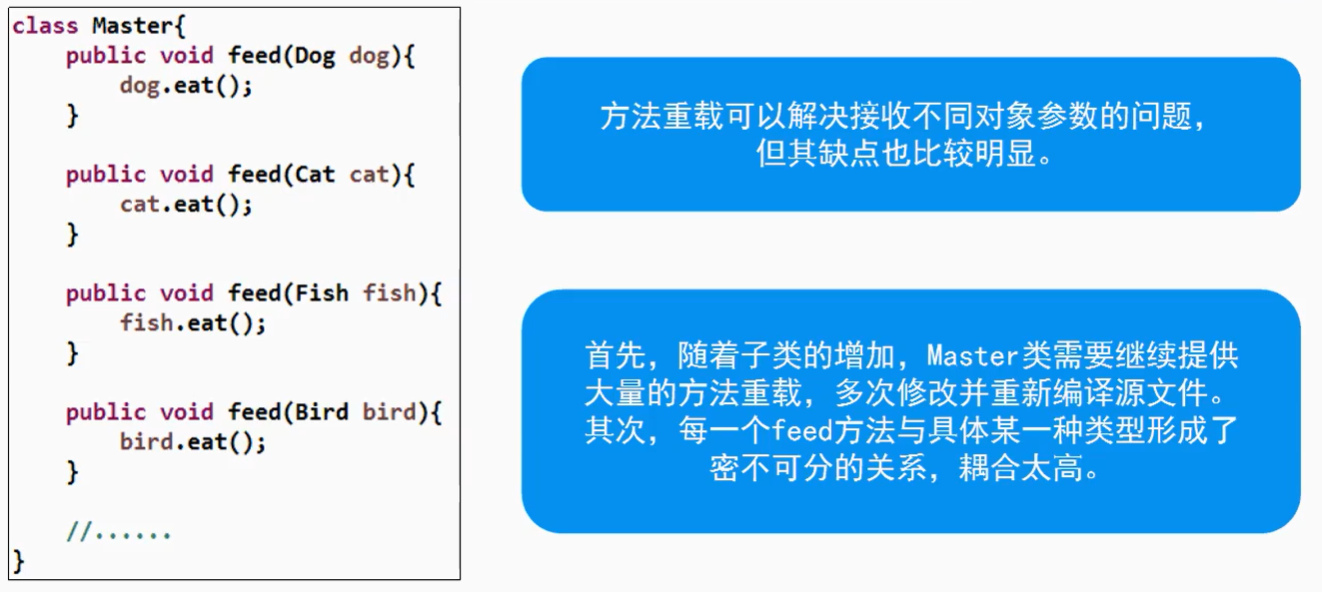 class Master{
public void feed(Dog dog){
dog.eat();
}
public void feed(Cat cat){
cat.eat();
}
public void feed(Fish fish){
fish.eat();
}
public void feed(Bird bird){
bird.eat();
}
//......
}
方法重载可以解决接收不同对象参数的问题，
但其缺点也比较明显。
首先，随着子类的增加，Master类需要继续提供
大量的方法重载，多次修改并重新编译源文件。
其次，每一个feed方法与具体某一种类型形成了
密不可分的关系，耦合太高。